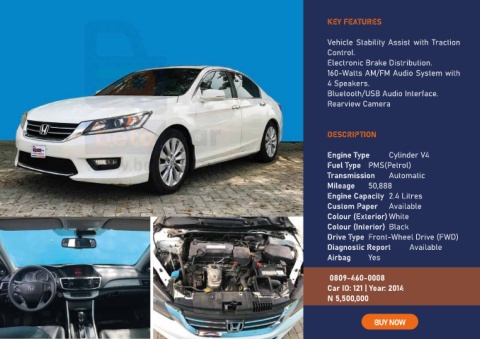 KEY FEATURES
Vehicle Stability Assist with Traction
Control.
Electronic Brake Distribution.
160-Watts AM/FM Audio System with
4 Speakers.
Bluetooth/USB Audio Interface.
Rearview Camera
DESCRIPTION
Engine Type Cylinder V4
Fuel Type PMS(Petrol)
Transmission Automatic
Mileage 50,888
Engine Capacity 2.4 Litres
Custom Paper Available
Colour (Exterior) White
Colour (Interior) Black
Drive Type Front-Wheel Drive (FWD)
Diagnostic Report Available
Airbag Yes
0809-460-0008
Car IO: 121 | Year: 2014
N 5,500,000
BUY NOW